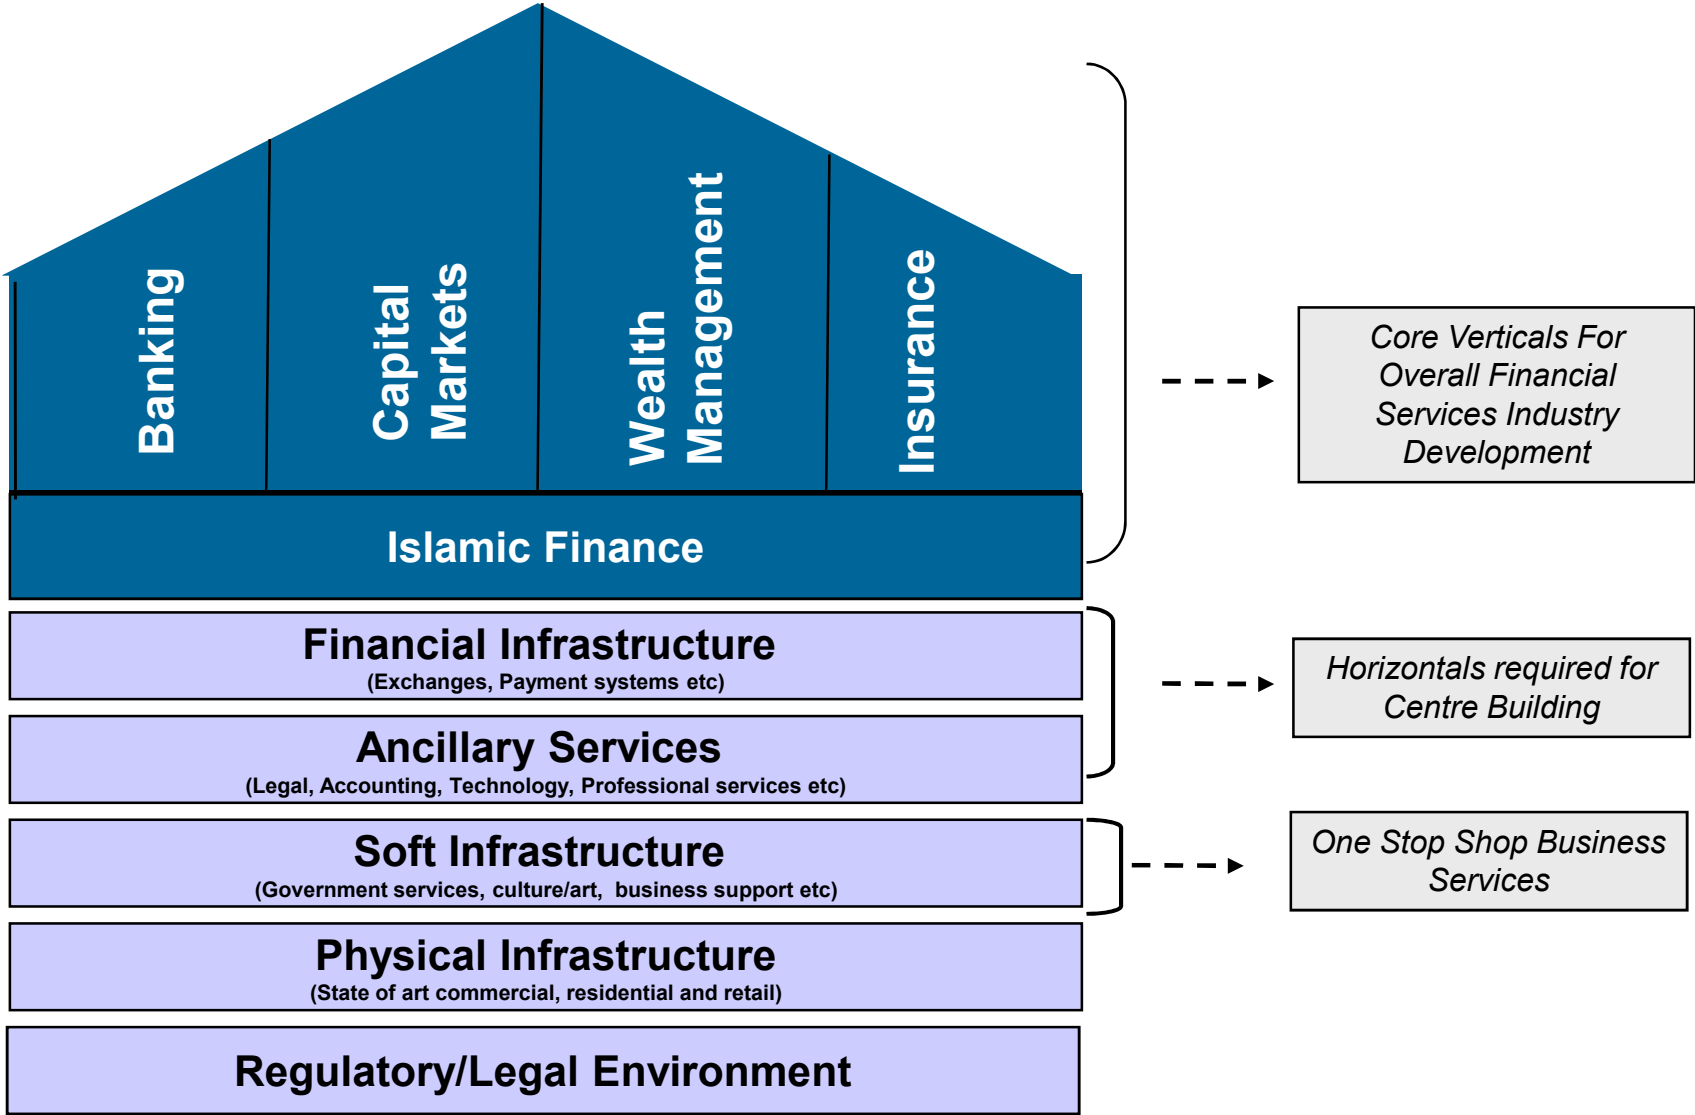 Banking
Capital
Markets
Wealth
Management
Insurance
Islamic Finance
Core Verticals For
Overall Financial
Services Industry
Development
Financial Infrastructure
(Exchanges, Payment systems etc)
Horizontals required for
Centre Building
Ancillary Services
(Legal, Accounting, Technology, Professional services etc)
Soft Infrastructure
(Government services, culture/art,  business support etc)
One Stop Shop Business
Services
Physical Infrastructure
(State of art commercial, residential and retail)
Regulatory/Legal Environment